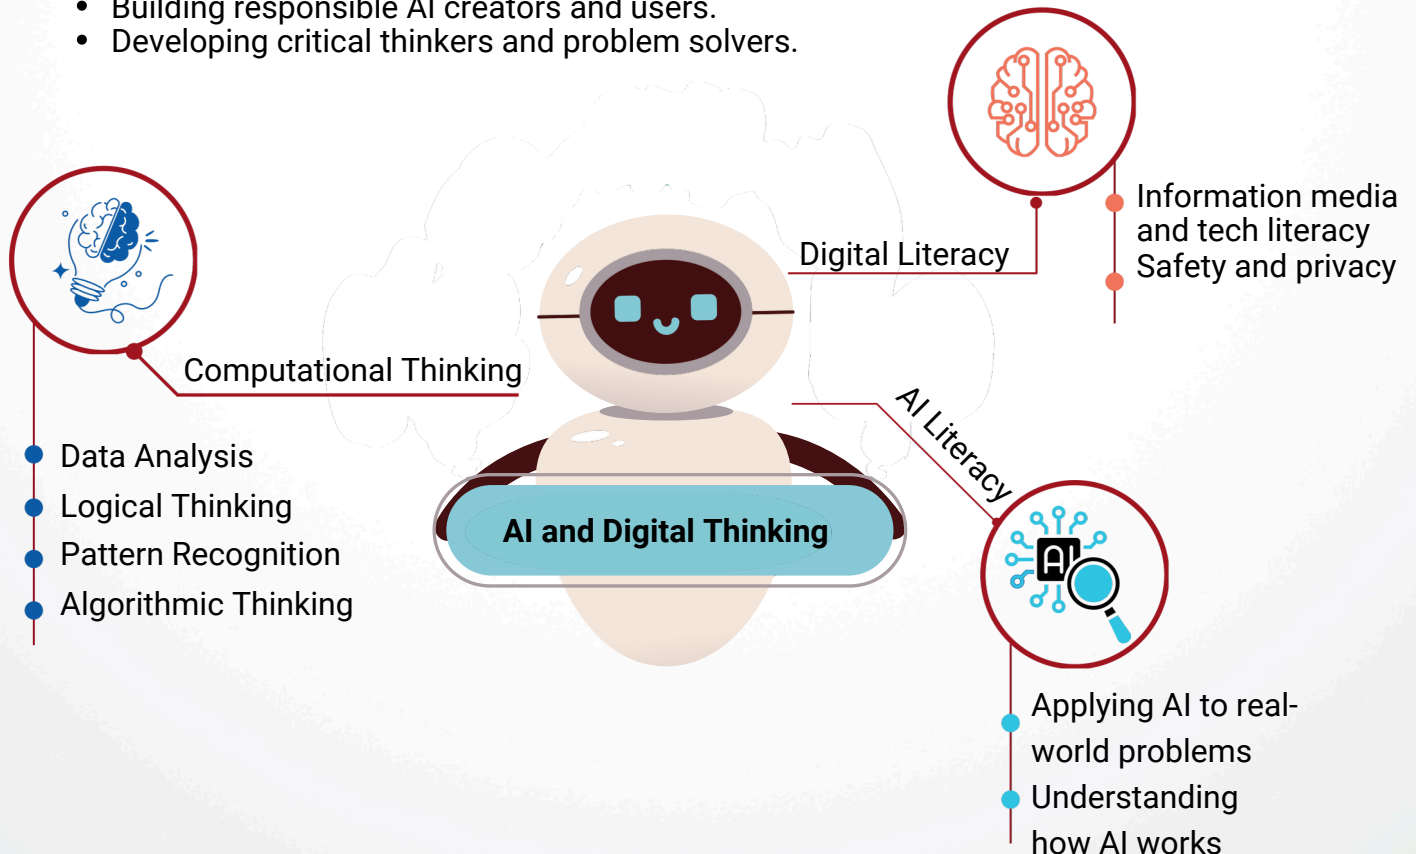 • Building responsible AI creators and users.
• Developing critical thinkers and problem solvers.
Digital Literacy
Information media
and tech literacy
Safety and privacy
Computational Thinking
Data Analysis
Logical Thinking
Pattern Recognition
Algorithmic Thinking
AI and Digital Thinking
AI Literacy
AI
Applying AI to real-
world problems
Understanding
how AI works